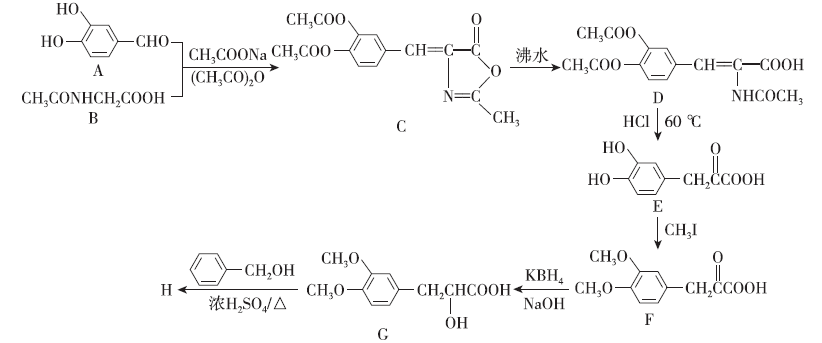 HO
HO
CHO
A
CH₃CONHCH₂COOH
B
CH₃COONa
(CH₃CO)₂O
CH₃COO
CH₃COO
CH
O
C
O
N
C
CH₃
C
沸水
CH₃COO
CH₃COO
CH
C
COOH
NHCOCH₃
D
HCl 60 ℃
HO
HO
O
CH₂CCOOH
E
CH₃I
CH₃O
CH₃O
O
CH₂CCOOH
F
KBH₄
NaOH
CH₃O
CH₃O
CH₂CHCOOH
OH
G
CH₂OH
浓H₂SO₄/△
H